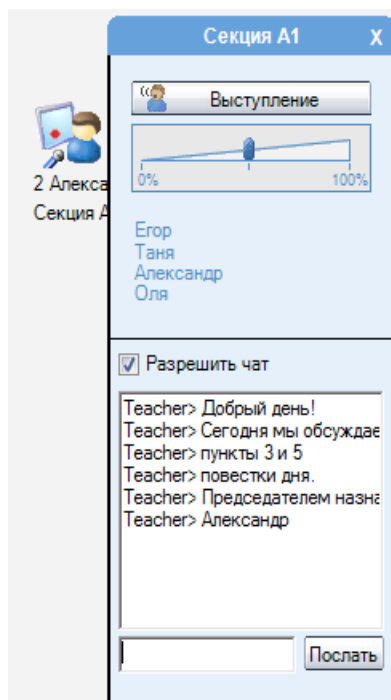 Секция A1 X
Выступление
0% 100%
2 Алекса
Секция А
Егор
Таня
Александр
Оля
Разрешить чат
Teacher> Добрый день!
Teacher> Сегодня мы обсуждае
Teacher> пункты 3 и 5
Teacher> повестки дня.
Teacher> Председателем назна
Teacher> Александр
Послать